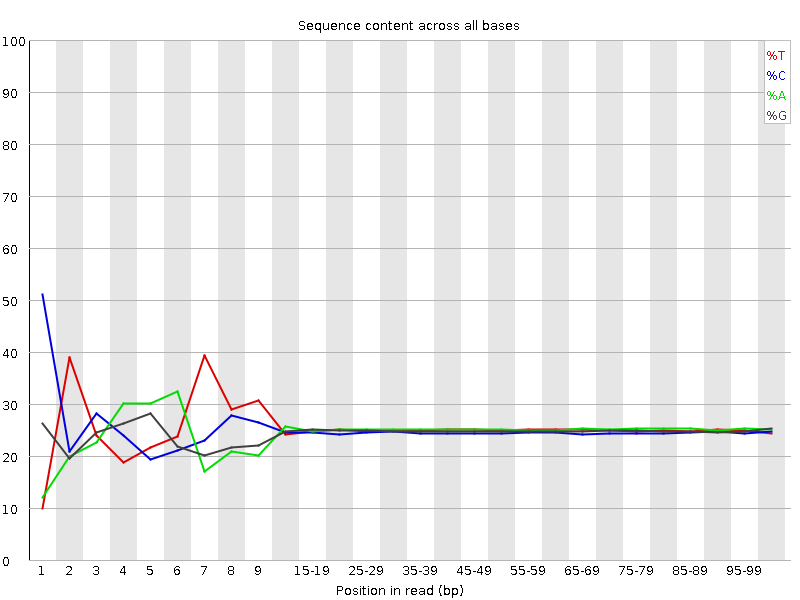 Sequence content across all bases
100
90
80
70
60
50
40
30
20
10
0
%T
%C
%A
%G
1 2 3 4 5 6 7 8 9 15-19 25-29 35-39 45-49 55-59 65-69 75-79 85-89 95-99
Position in read (bp)